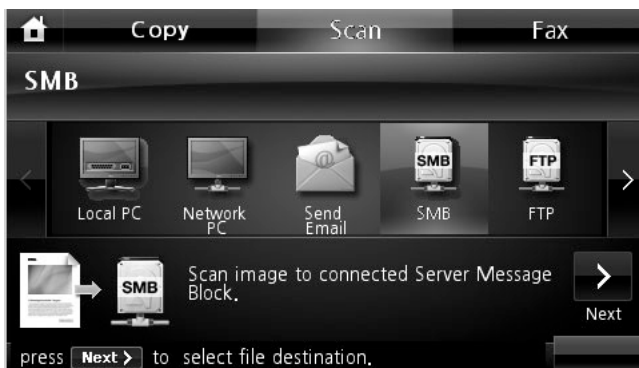 Copy Scan Fax
SMB
SMB FTP
Local PC Network PC Send Email SMB FTP
SMB
Scan image to connected Server Message
Block.
Next
press Next > to select file destination.